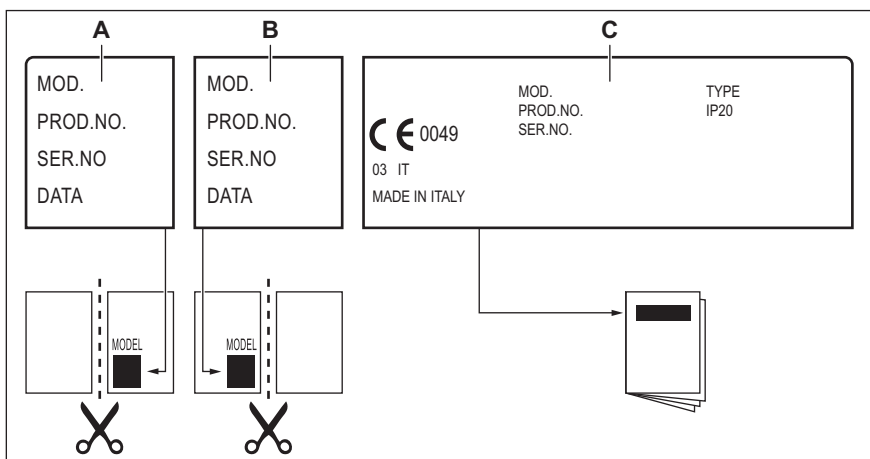 A
B
C
MOD.
PROD.NO.
SER.NO
DATA
MOD.
PROD.NO.
SER.NO
DATA
MOD.
PROD.NO.
SER.NO.
TYPE
IP20
CE 0049
03 IT
MADE IN ITALY
MODEL
MODEL